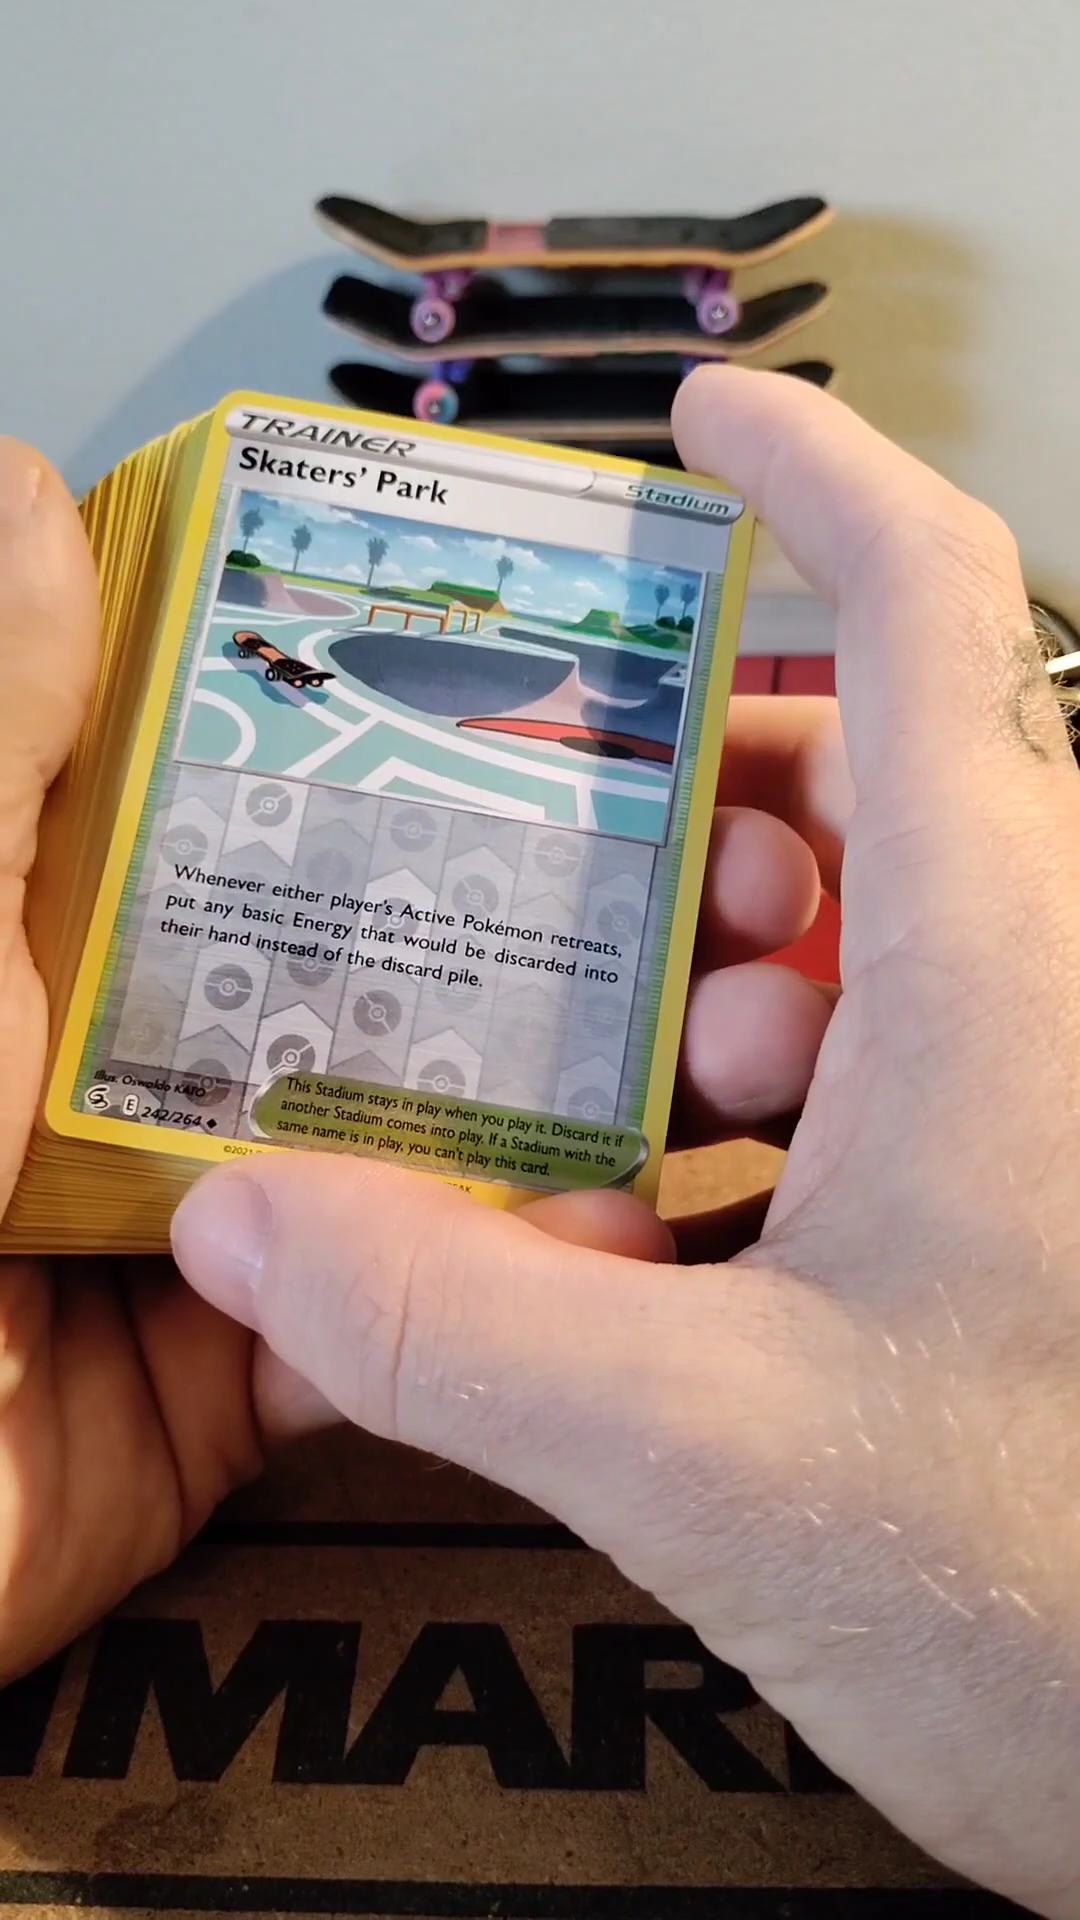 TRAINER
Stadium
Skaters' Park
Whenever either player's Active Pokémon retreats,
put any basic Energy that would be discarded into
their hand instead of the discard pile.
Illus. Oswaldo KATO
E 242/264
This Stadium stays in play when you play it. Discard it if
another Stadium comes into play. If a Stadium with the
same name is in play, you can't play this card.
©2021
MAR